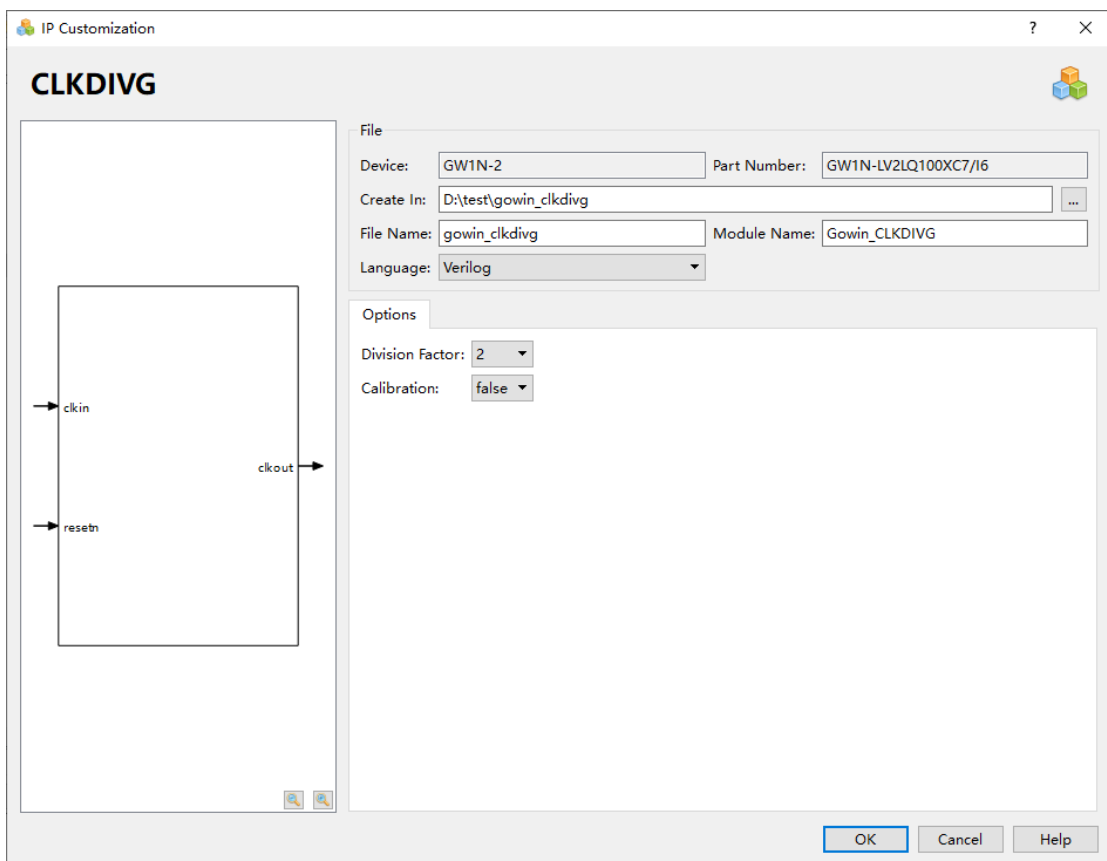 IP Customization
?
CLKDIVG
File
Device: GW1N-2 Part Number: GW1N-LV2LQ100XC7/I6
Create In: D:\test\gowin_clkdivg ...
File Name: gowin_clkdivg Module Name: Gowin_CLKDIVG
Language: Verilog
Options
Division Factor: 2
Calibration: false
clkin
clkout
resetn
OK Cancel Help